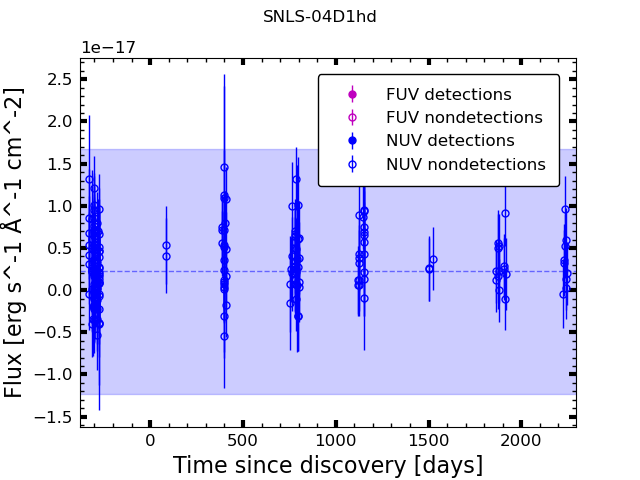 SNLS-04D1hd
1e−17
Flux [erg s^-1 Å^-1 cm^-2]
2.5
2.0
1.5
1.0
0.5
0.0
−0.5
−1.0
−1.5
FUV detections
FUV nondetections
NUV detections
NUV nondetections
0 500 1000 1500 2000
Time since discovery [days]